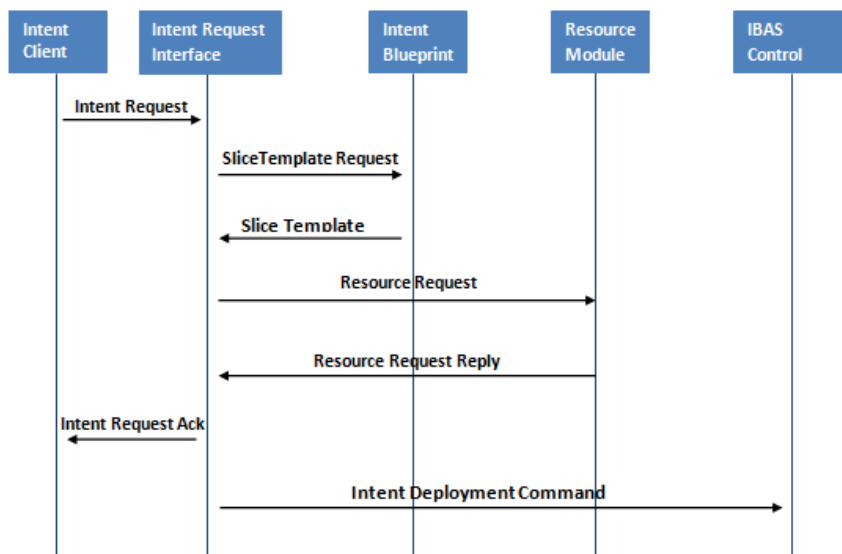 Intent
Client
Intent Request
Interface
Intent
Blueprint
Resource
Module
IBAS
Control
Intent Request
SliceTemplate Request
Slice Template
Resource Request
Resource Request Reply
Intent Request Ack
Intent Deployment Command